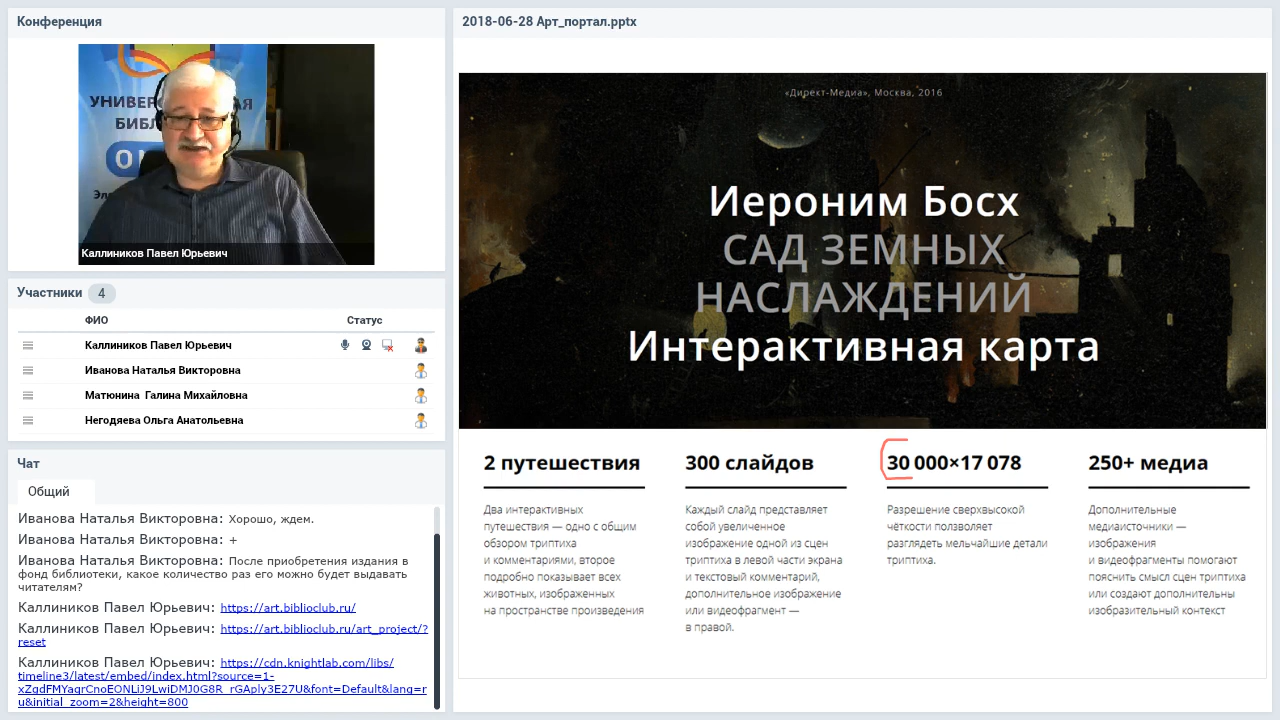 Конференция
УНИВЕР
АЯ
БИБЛ
Каллиников Павел Юрьевич
Участники 4
ФИО Статус
Каллиников Павел Юрьевич
Иванова Наталья Викторовна
Матюнина Галина Михайловна
Негодяева Ольга Анатольевна
Чат
Общий
Иванова Наталья Викторовна: Хорошо, ждем.
Иванова Наталья Викторовна: +
Иванова Наталья Викторовна: После приобретения издания в
фонд библиотеки, какое количество раз его можно будет выдавать
читателям?
Каллиников Павел Юрьевич: https://art.biblioclub.ru/
Каллиников Павел Юрьевич: https://art.biblioclub.ru/art_project/?
reset
Каллиников Павел Юрьевич: https://cdn.knightlab.com/libs/
timeline3/latest/embed/index.html?source=1-
xZgdFMYaqrCnoEONLiJ9LwiDMJ0G8R_rGAply3E27U&font=Default&lang=r
u&initial_zoom=2&height=800
2018-06-28 Арт_портал.pptx
«Директ-Медиа», Москва, 2016
Иероним Босх
САД ЗЕМНЫХ
НАСЛАЖДЕНИЙ
Интерактивная карта
2 путешествия
Два интерактивных
путешествия — одно с общим
обзором триптиха
и комментариями, второе
подробно показывает всех
животных, изображенных
на пространстве произведения
300 слайдов
Каждый слайд представляет
собой увеличенное
изображение одной из сцен
триптиха в левой части экрана
и текстовый комментарий,
дополнительное изображение
или видеофрагмент —
в правой.
30 000×17 078
Разрешение сверхвысокой
чёткости позволяет
разглядеть мельчайшие детали
триптиха.
250+ медиа
Дополнительные
медиаисточники —
изображения
и видеофрагменты помогают
пояснить смысл сцен триптиха
или создают дополнительны
изобразительный контекст